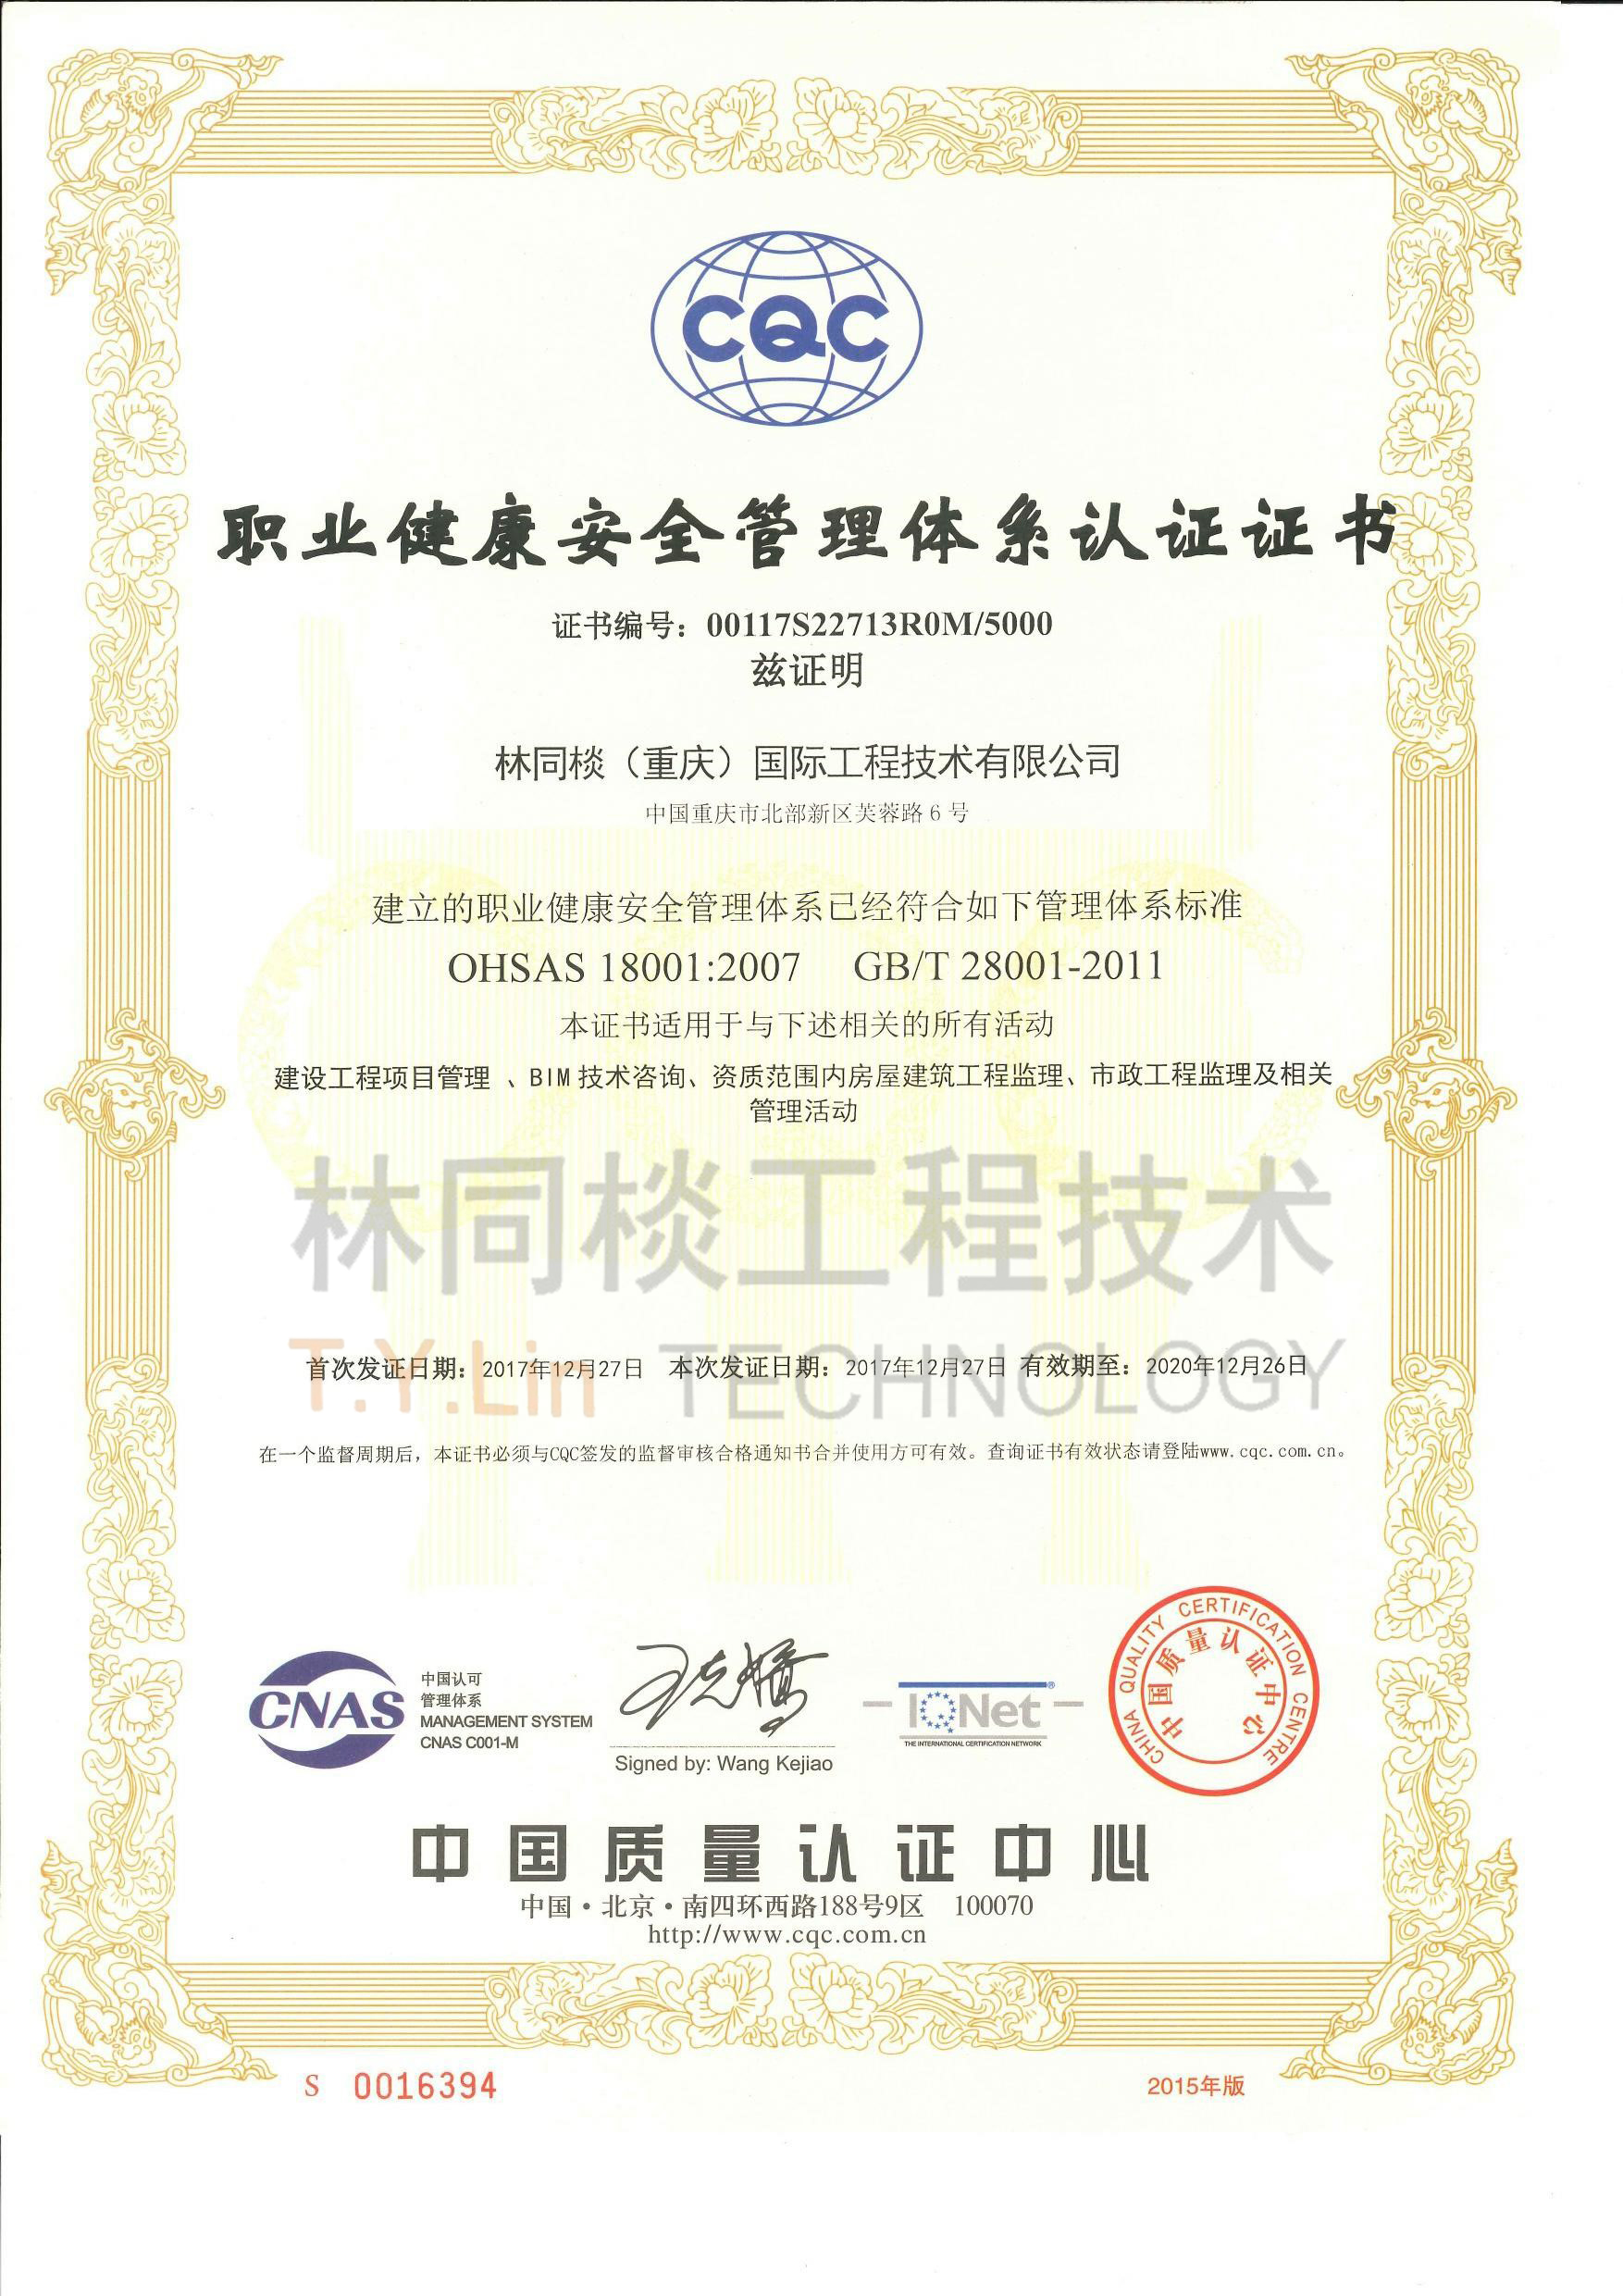 CQC
职业健康安全管理体系认证证书
证书编号：00117S22713R0M/5000
兹证明
林同棪（重庆）国际工程技术有限公司
中国重庆市北部新区芙蓉路 6 号
建立的职业健康安全管理体系已经符合如下管理体系标准
OHSAS 18001:2007 GB/T 28001-2011
本证书适用于与下述相关的所有活动
建设工程项目管理 、BIM 技术咨询、资质范围内房屋建筑工程监理、市政工程监理及相关
管理活动
林同棪工程技术
T.Y.Lin TECHNOLOGY
首次发证日期：2017年12月27日 本次发证日期：2017年12月27日 有效期至：2020年12月26日
在一个监督周期后，本证书必须与CQC签发的监督审核合格通知书合并使用方可有效。查询证书有效状态请登陆www.cqc.com.cn。
CNAS
中国认可
管理体系
MANAGEMENT SYSTEM
CNAS C001-M
王克娇
Signed by: Wang Kejiao
IQNet®
THE INTERNATIONAL CERTIFICATION NETWORK
CHINA QUALITY CERTIFICATION CENTRE
中国质量认证中心
中国质量认证中心
中国·北京·南四环西路188号9区 100070
http://www.cqc.com.cn
S 0016394
2015年版